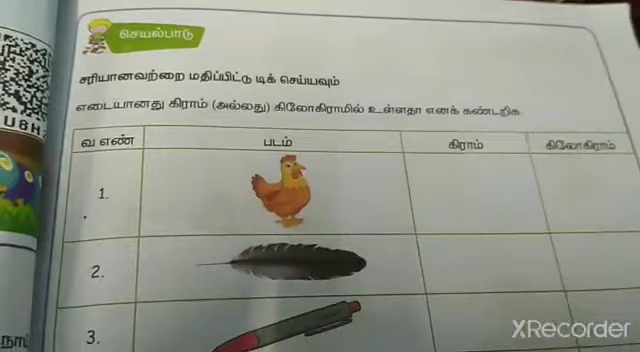 செயல்பாடு
சரியானவற்றை மதிப்பிட்டு டிக் செய்யவும்
எடையானது கிராம் (அல்லது) கிலோகிராமில் உள்ளதா எனக் கண்டறிக
வ எண் படம் கிராம் கிலோகிராம்
1.
2.
3.
U8H
நாம்
XRecorder